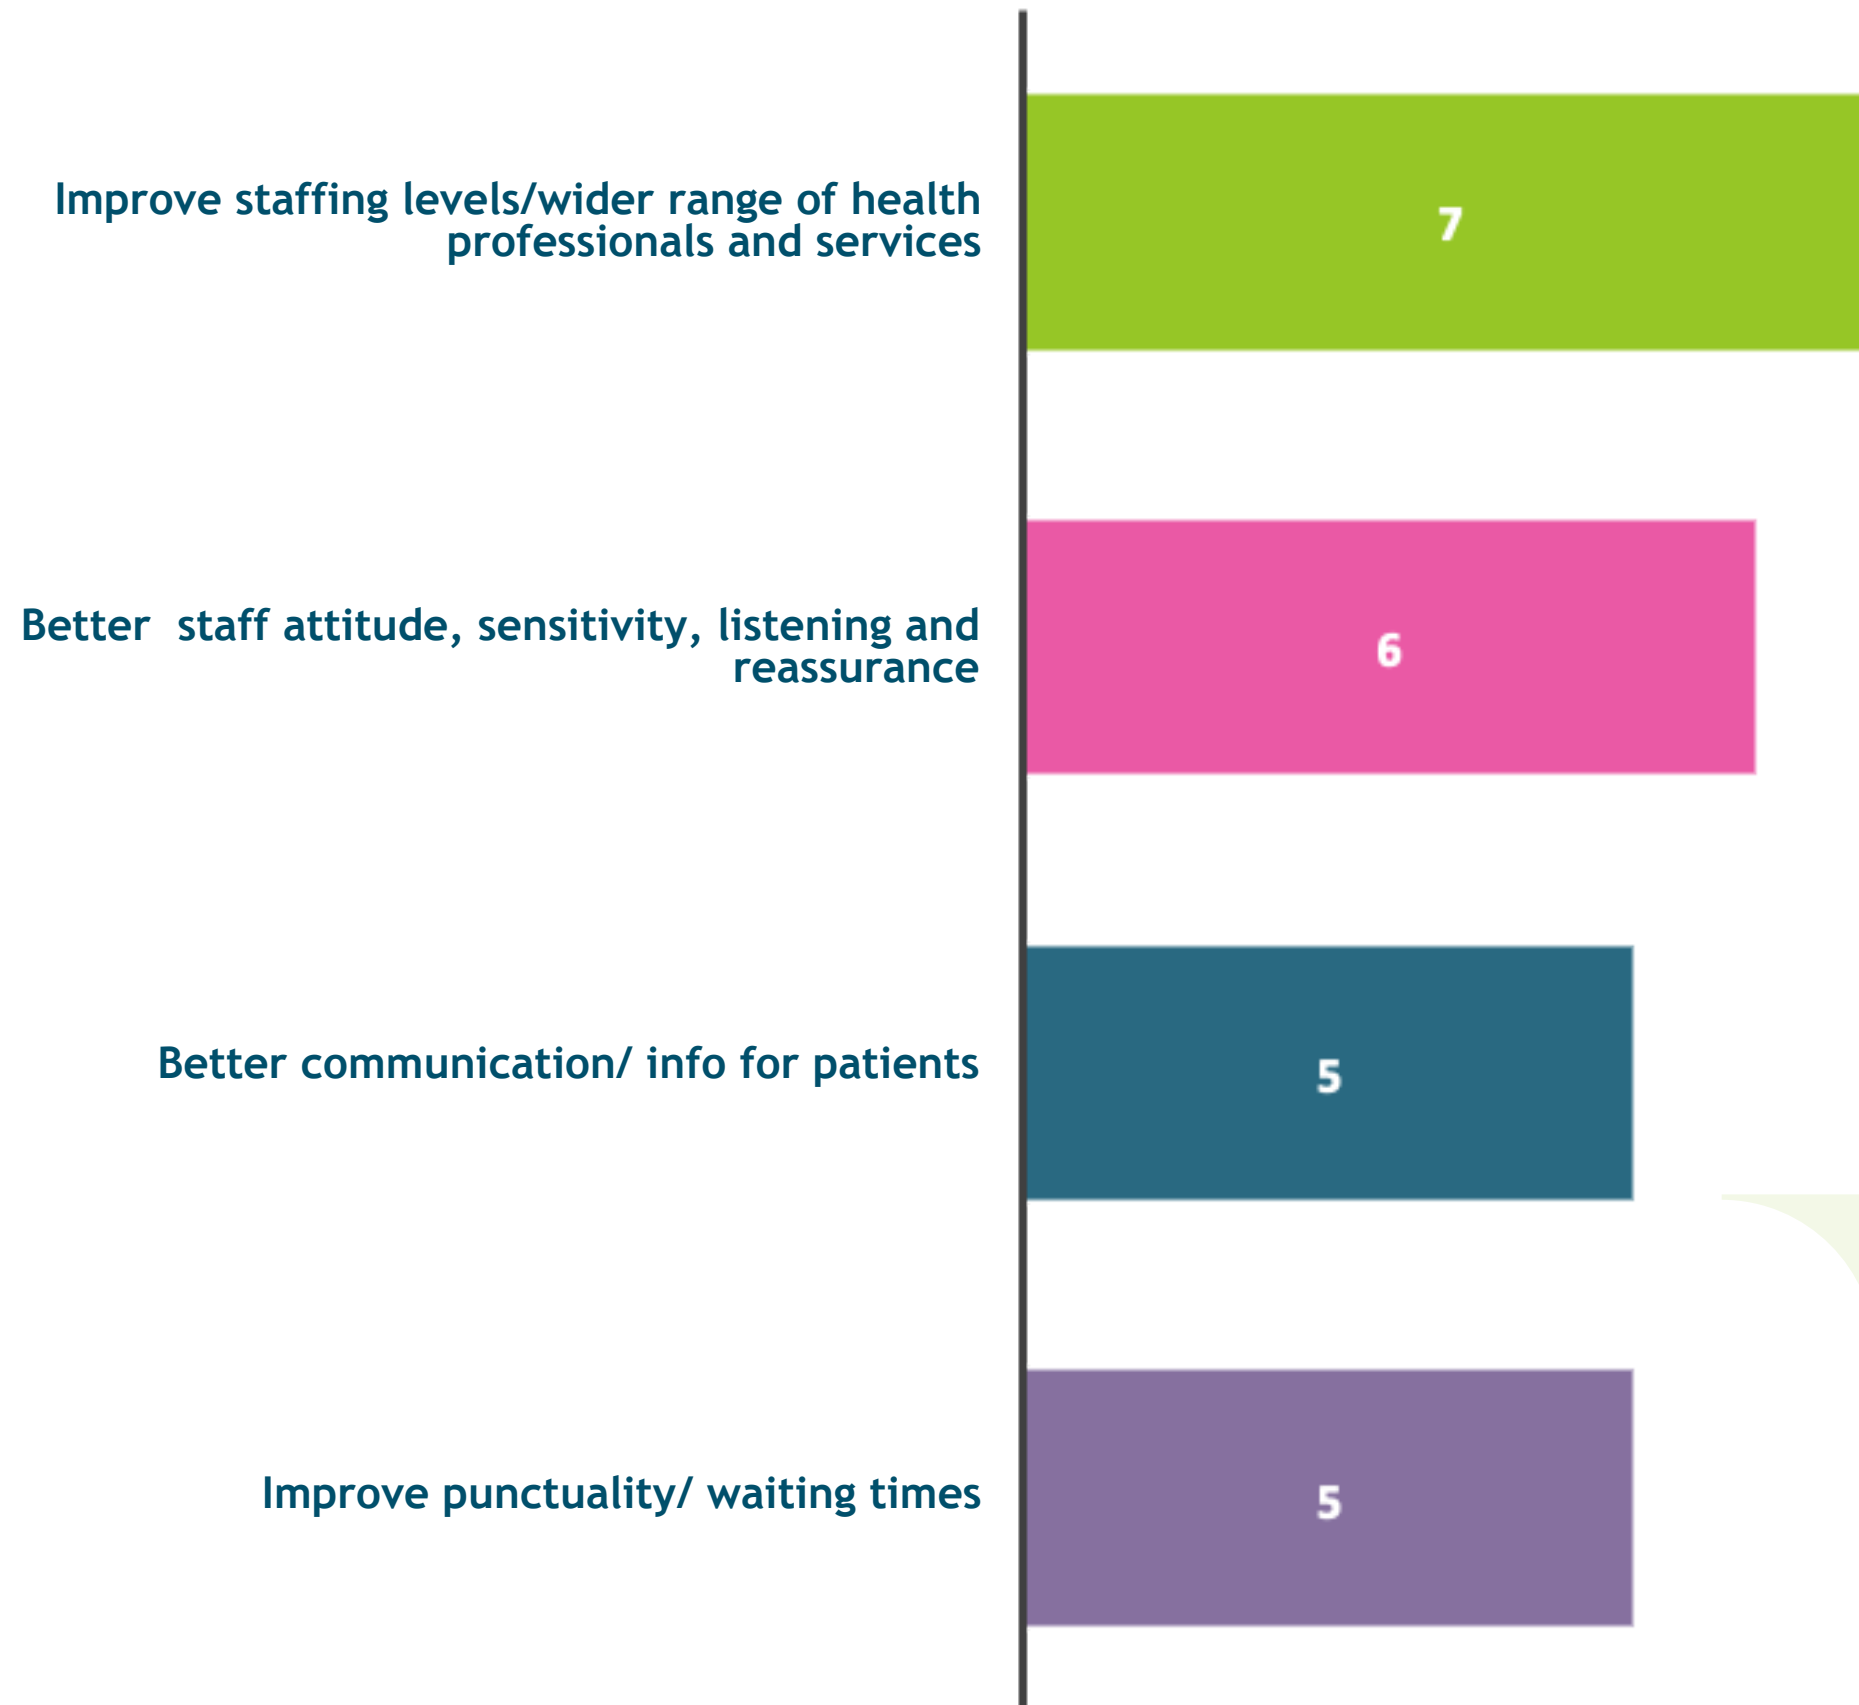 Improve staffing levels/wider range of health
professionals and services
7
Better  staff attitude, sensitivity, listening and
reassurance
6
Better communication/ info for patients
5
Improve punctuality/ waiting times
5